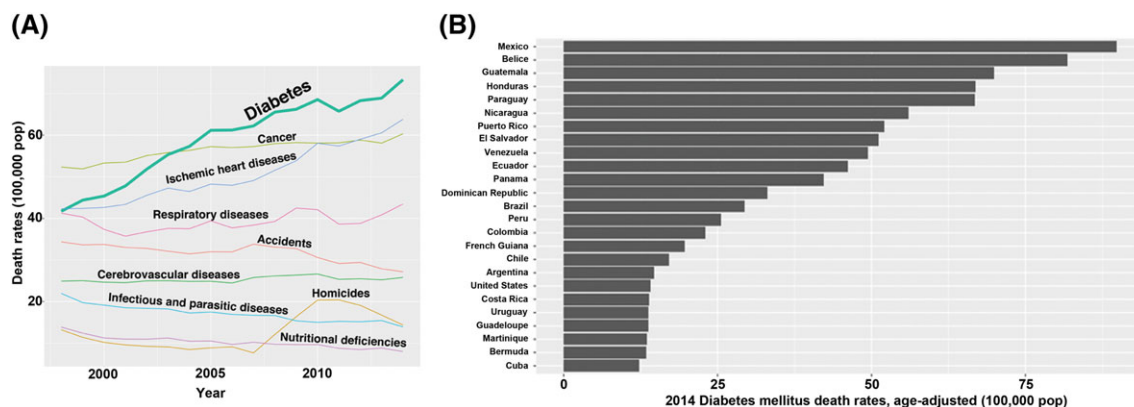 (A)
Death rates (100,000 pop)
60
40
20
Diabetes
Cancer
Ischemic heart diseases
Respiratory diseases
Accidents
Cerebrovascular diseases
Homicides
Infectious and parasitic diseases
Nutritional deficiencies
2000 2005 2010
Year
(B)
Mexico
Belice
Guatemala
Honduras
Paraguay
Nicaragua
Puerto Rico
El Salvador
Venezuela
Ecuador
Panama
Dominican Republic
Brazil
Peru
Colombia
French Guiana
Chile
Argentina
United States
Costa Rica
Uruguay
Guadeloupe
Martinique
Bermuda
Cuba
0 25 50 75
2014 Diabetes mellitus death rates, age-adjusted (100,000 pop)